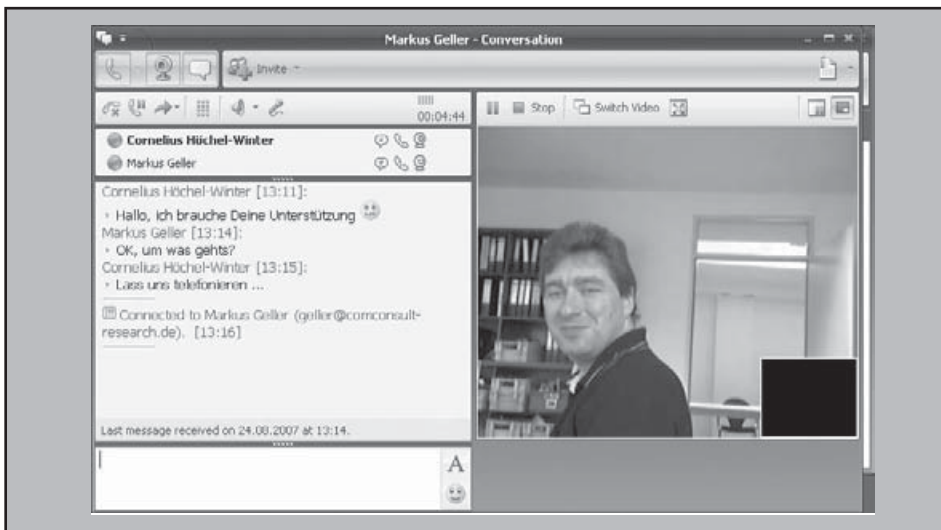 Markus Geller - Conversation
Invite
00:04:44
Stop Switch Video
Cornelius Höchel-Winter
Markus Geller
Cornelius Höchel-Winter [13:11]:
Hallo, ich brauche Deine Unterstützung
Markus Geller [13:14]:
OK, um was gehts?
Cornelius Höchel-Winter [13:15]:
Lass uns telefonieren ...
Connected to Markus Geller (geller@comconsult-
research.de). [13:16]
Last message received on 24.08.2007 at 13:14.
A